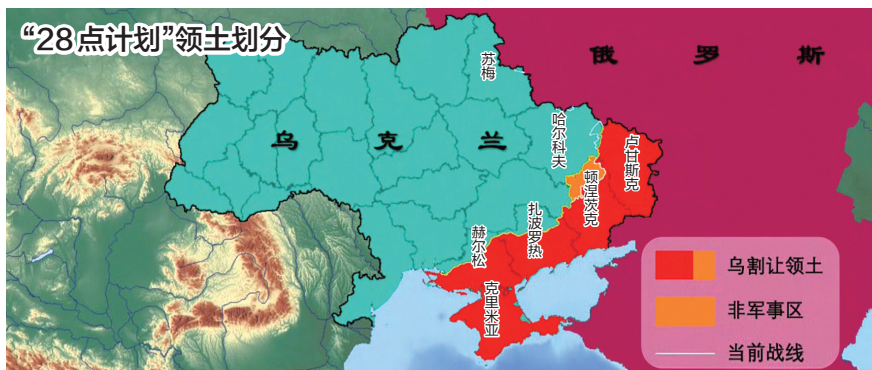 “28点计划”领土划分
俄罗斯
苏梅
乌克兰
哈尔科夫
卢甘斯克
顿涅茨克
扎波罗热
赫尔松
克里米亚
乌割让领土
非军事区
当前战线